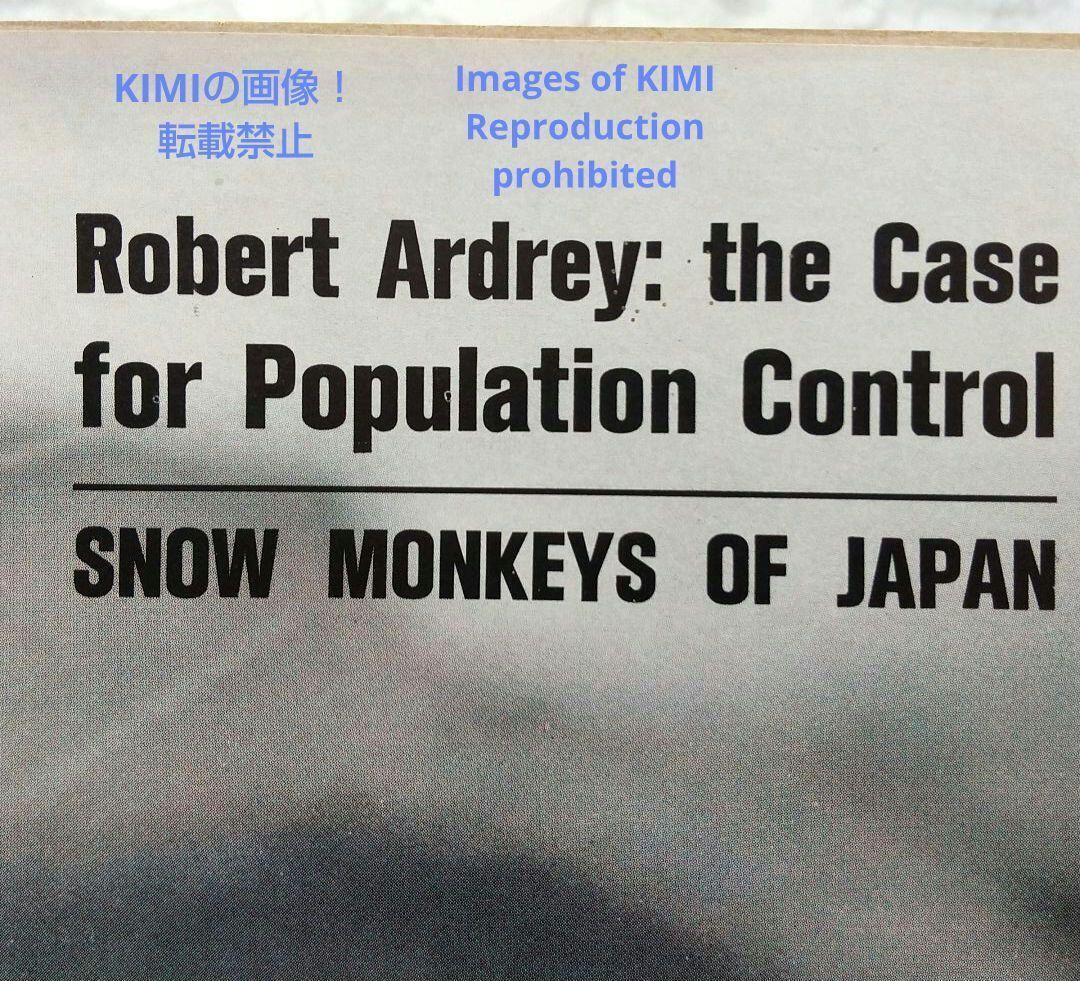 KIMIの画像！
転載禁止
Images of KIMI
Reproduction
prohibited
Robert Ardrey: the Case
for Population Control
SNOW MONKEYS OF JAPAN